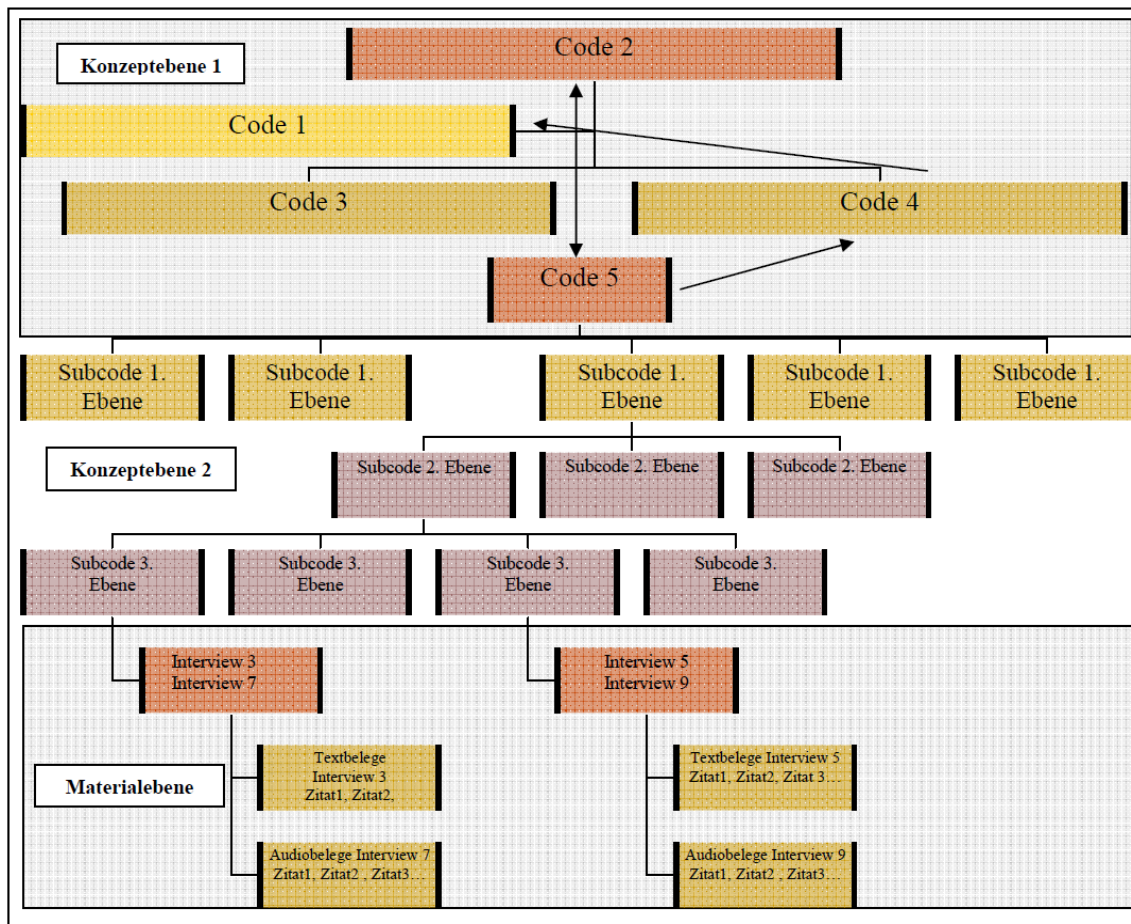 Code 2
Konzeptebene 1
Code 1
Code 3
Code 4
Code 5
Subcode 1.
Ebene
Subcode 1.
Ebene
Subcode 1.
Ebene
Subcode 1.
Ebene
Subcode 1.
Ebene
Konzeptebene 2
Subcode 2. Ebene
Subcode 2. Ebene
Subcode 2. Ebene
Subcode 3.
Ebene
Subcode 3.
Ebene
Subcode 3.
Ebene
Subcode 3.
Ebene
Interview 3
Interview 7
Interview 5
Interview 9
Materialebene
Textbelege
Interview 3
Zitat1, Zitat2,
Textbelege Interview 5
Zitat1, Zitat2, Zitat 3…
Audiobelege Interview 7
Zitat1, Zitat2 , Zitat3…
Audiobelege Interview 9
Zitat1, Zitat2 , Zitat3…